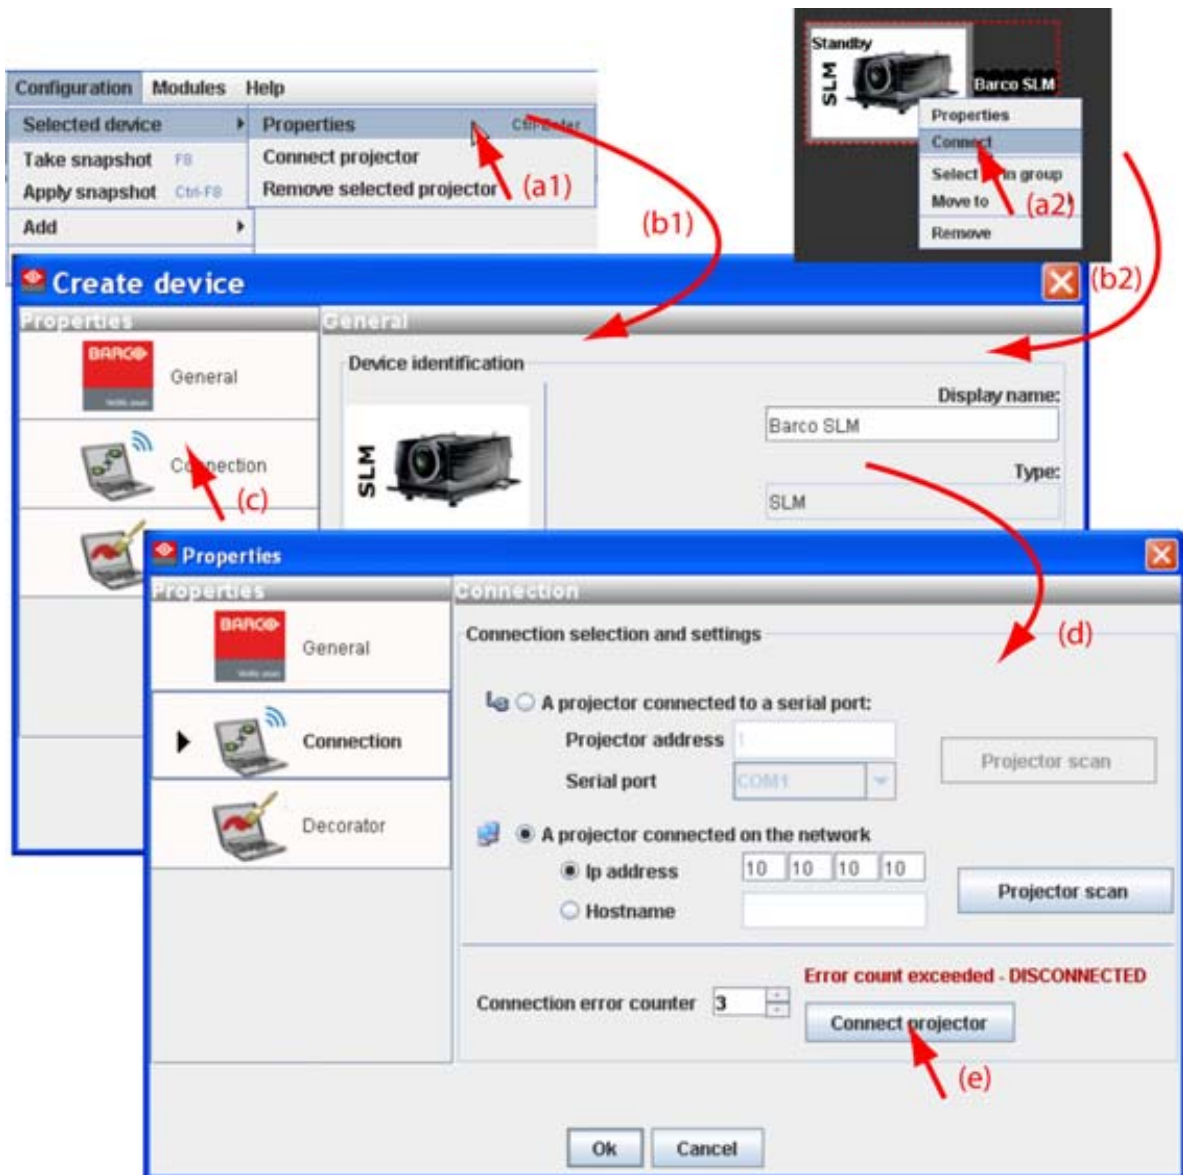 Configuration Modules Help
Selected device Properties Ctrl-Enter
Take snapshot F8 Connect projector
Apply snapshot Ctrl-F8 Remove selected projector
Add
(a1)
(b1)
Standby
SLM
Barco SLM
Properties
Connect
Select in group
Move to
Remove
(a2)
(b2)
Create device
Properties
General
BARCO
General
Connection
(c)
Device identification
SLM
Display name:
Barco SLM
Type:
SLM
(d)
Properties
Properties
Connection
BARCO
General
Connection
Decorator
Connection selection and settings
A projector connected to a serial port:
Projector address 1
Serial port COM1
Projector scan
A projector connected on the network
Ip address 10 10 10 10
Hostname
Projector scan
Error count exceeded - DISCONNECTED
Connection error counter 3
Connect projector
(e)
Ok Cancel